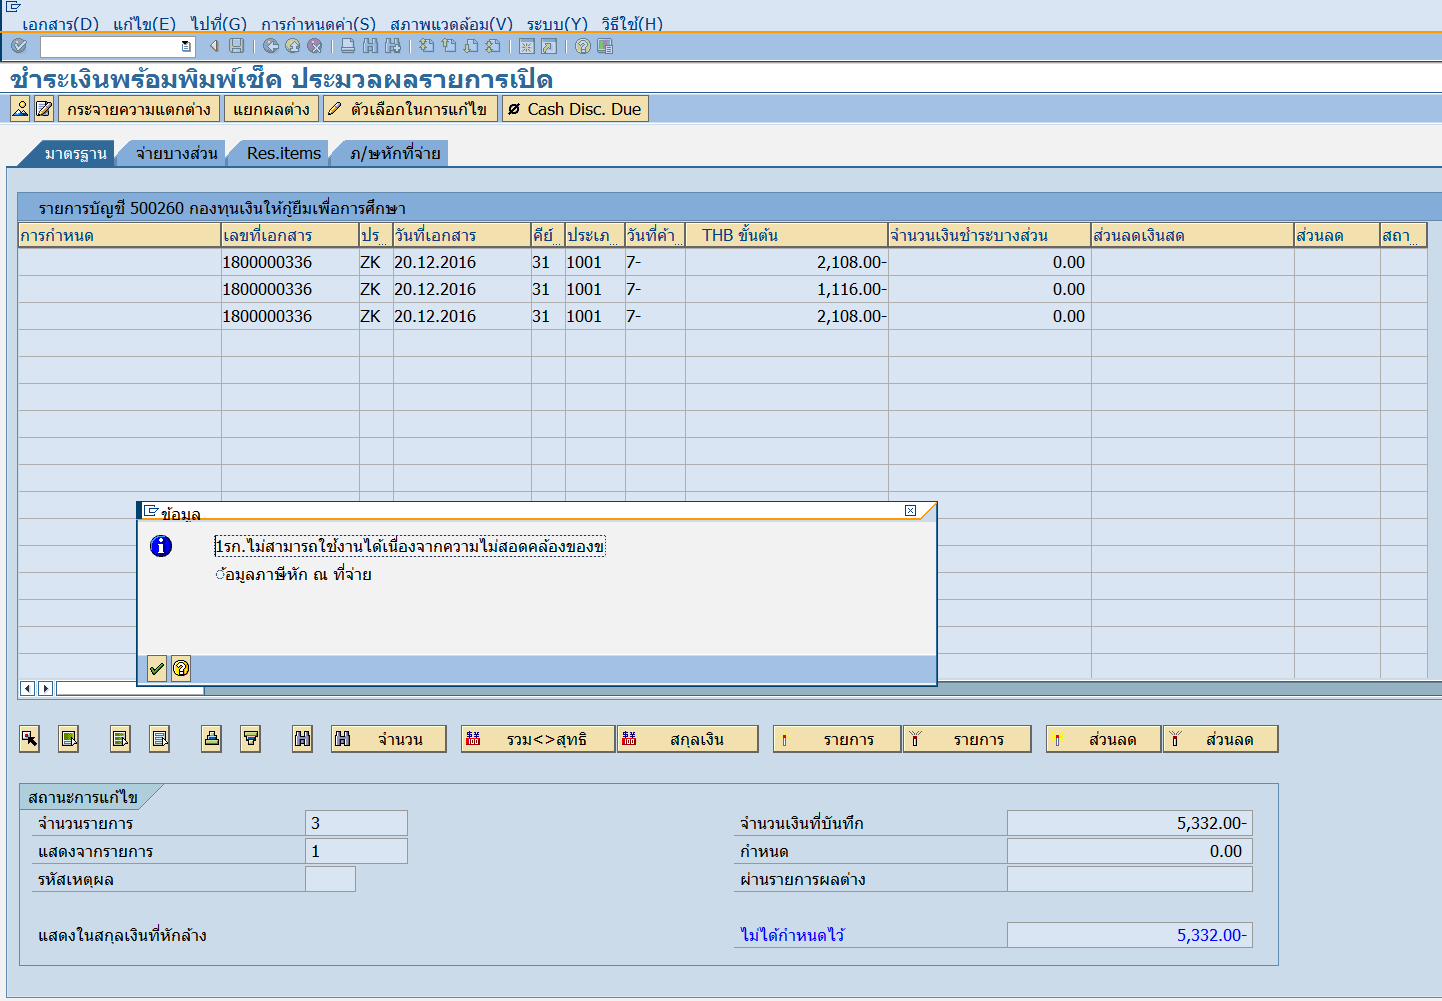 เอกสาร(D) แก้ไข(E) ไปที่(G) การกำหนดค่า(S) สภาพแวดล้อม(V) ระบบ(Y) วิธีใช้(H)
ชำระเงินพร้อมพิมพ์เช็ค ประมวลผลรายการเปิด
กระจายความแตกต่าง แยกผลต่าง ตัวเลือกในการแก้ไข Cash Disc. Due
มาตรฐาน จ่ายบางส่วน Res.items ภ/ษหักที่จ่าย
รายการบัญชี 500260 กองทุนเงินให้กู้ยืมเพื่อการศึกษา
การกำหนด เลขที่เอกสาร ปร... วันที่เอกสาร คีย์... ประเภ... วันที่ค้า... THB ขั้นต้น จำนวนเงินชำระบางส่วน ส่วนลดเงินสด ส่วนลด สถา...
1800000336 ZK 20.12.2016 31 1001 7- 2,108.00- 0.00
1800000336 ZK 20.12.2016 31 1001 7- 1,116.00- 0.00
1800000336 ZK 20.12.2016 31 1001 7- 2,108.00- 0.00
ข้อมูล
1รก.ไม่สามารถใช้งานได้เนื่องจากความไม่สอดคล้องของข
้อมูลภาษีหัก ณ ที่จ่าย
จำนวน รวม<>สุทธิ สกุลเงิน รายการ รายการ ส่วนลด ส่วนลด
สถานะการแก้ไข
จำนวนรายการ 3 จำนวนเงินที่บันทึก 5,332.00-
แสดงจากรายการ 1 กำหนด 0.00
รหัสเหตุผล ผ่านรายการผลต่าง
แสดงในสกุลเงินที่หักล้าง ไม่ได้กำหนดไว้ 5,332.00-